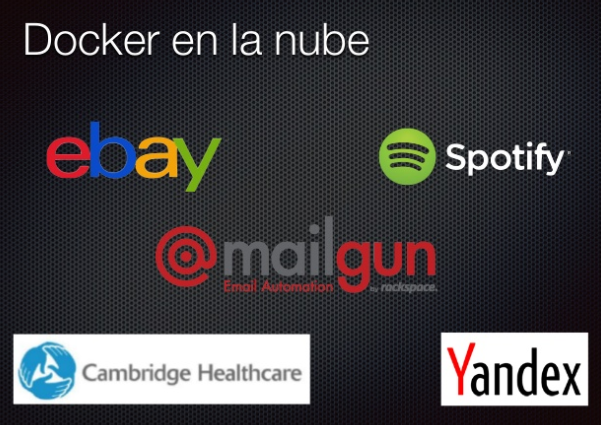 Docker en la nube
ebay
Spotify
@mailgun
Email Automation by rackspace.
Cambridge Healthcare
Yandex